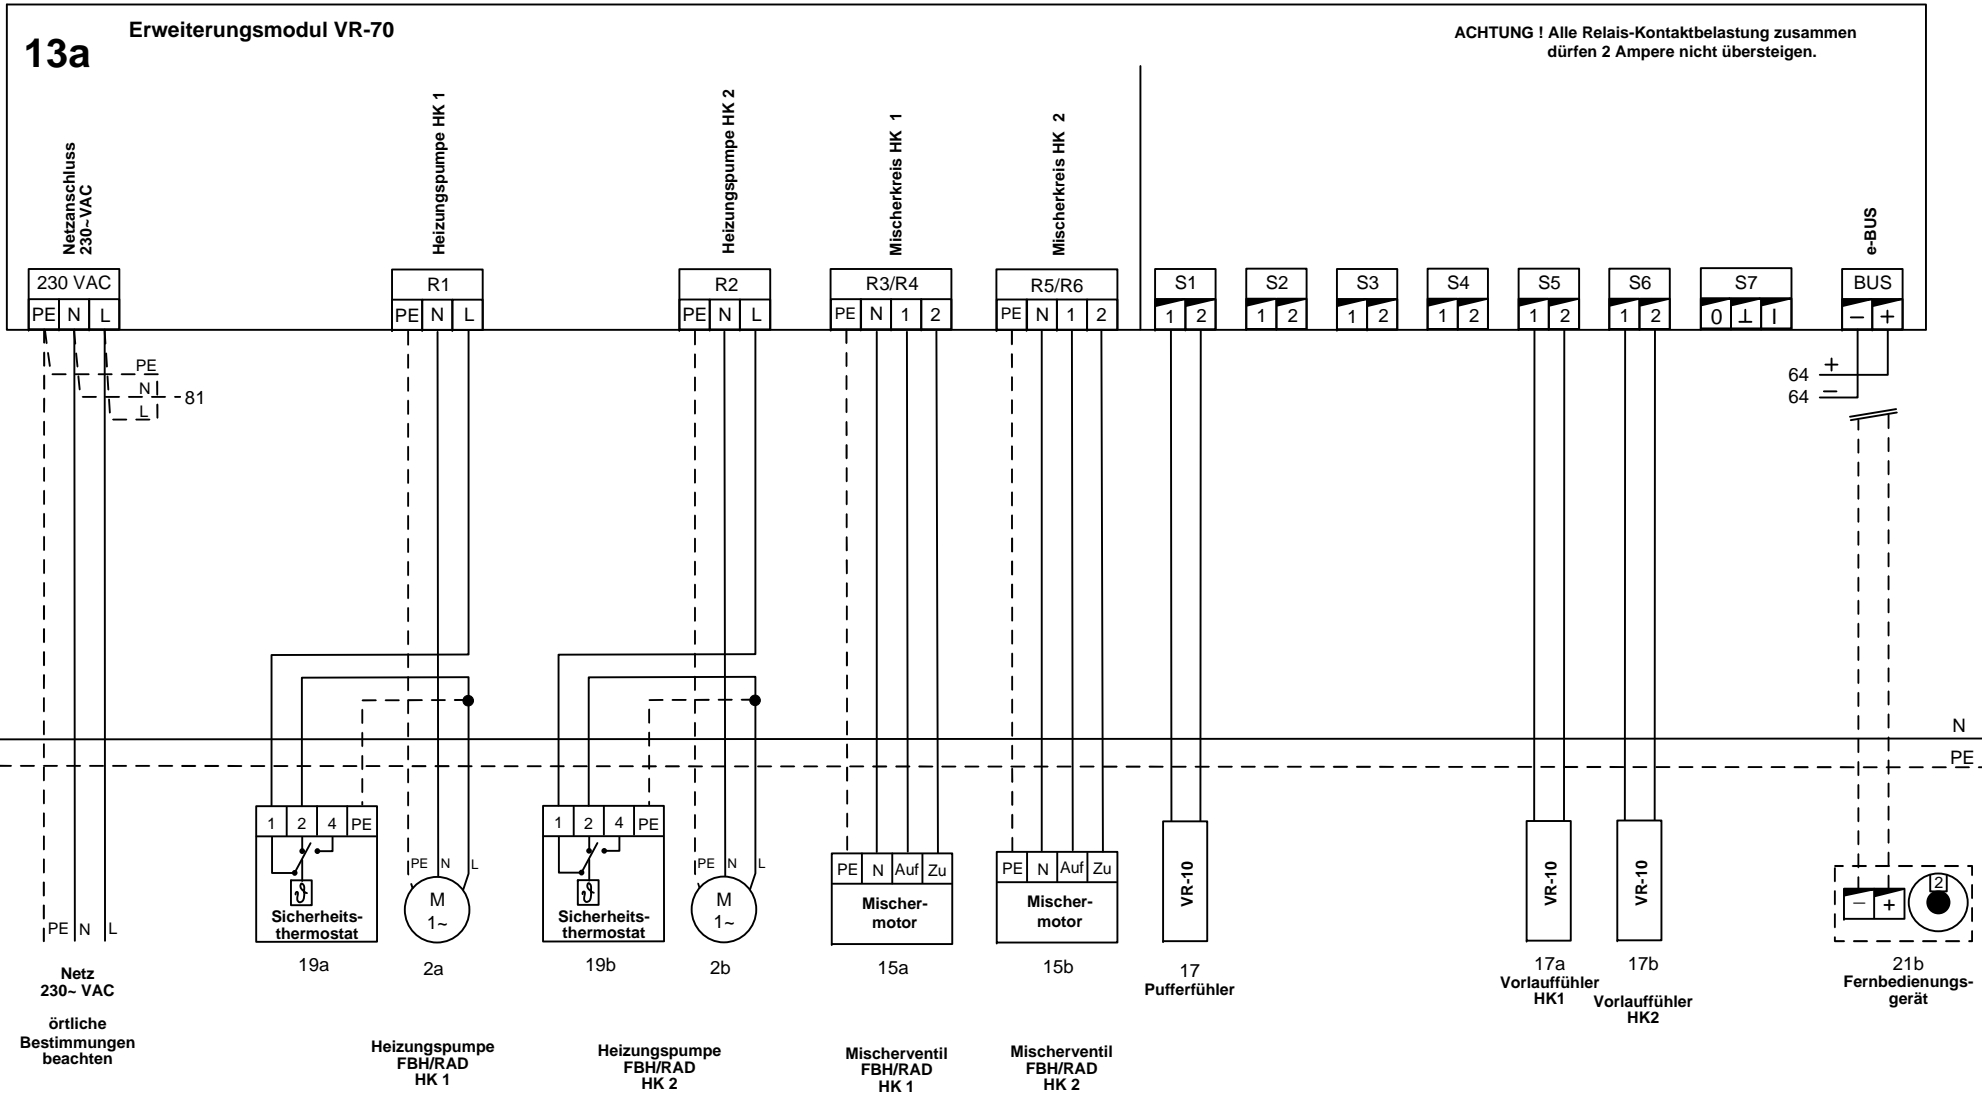 13a
Erweiterungsmodul VR-70
ACHTUNG ! Alle Relais-Kontaktbelastung zusammen
dürfen 2 Ampere nicht übersteigen.
Netzanschluss
230~VAC
Heizungspumpe HK 1
Heizungspumpe HK 2
Mischerkreis HK 1
Mischerkreis HK 2
e-BUS
230 VAC
R1
R2
R3/R4
R5/R6
S1
S2
S3
S4
S5
S6
S7
BUS
PE N L
PE N L
PE N L
PE N 1 2
PE N 1 2
1 2
1 2
1 2
1 2
1 2
1 2
0 ⊥ |
− +
PE
N
L
81
64 +
64 −
N
PE
1 2 4 PE
ϑ
Sicherheits-
thermostat
19a
PE N L
M
1~
2a
1 2 4 PE
ϑ
Sicherheits-
thermostat
19b
PE N L
M
1~
2b
PE N Auf Zu
Mischer-
motor
15a
PE N Auf Zu
Mischer-
motor
15b
VR-10
17
Pufferfühler
VR-10
17a
Vorlauffühler
HK1
VR-10
17b
Vorlauffühler
HK2
− +
2
21b
Fernbedienungs-
gerät
PE N L
Netz
230~ VAC
örtliche
Bestimmungen
beachten
Heizungspumpe
FBH/RAD
HK 1
Heizungspumpe
FBH/RAD
HK 2
Mischerventil
FBH/RAD
HK 1
Mischerventil
FBH/RAD
HK 2